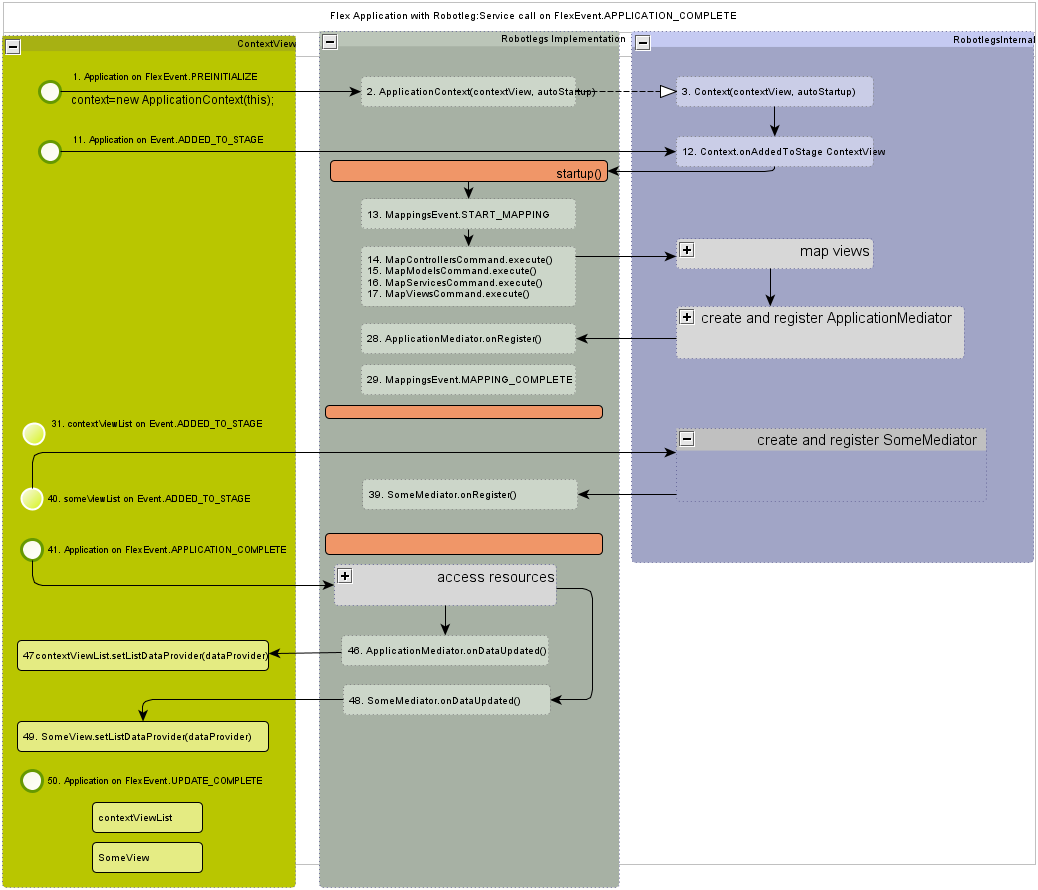 Flex Application with Robotleg:Service call on FlexEvent.APPLICATION_COMPLETE
ContextView
Robotlegs Implementation
RobotlegsInternal
1. Application on FlexEvent.PREINITIALIZE
context=new ApplicationContext(this);
2. ApplicationContext(contextView, autoStartup)
3. Context(contextView, autoStartup)
11. Application on Event.ADDED_TO_STAGE
12. Context.onAddedToStage ContextView
startup()
13. MappingsEvent.START_MAPPING
14. MapControllersCommand.execute()
15. MapModelsCommand.execute()
16. MapServicesCommand.execute()
17. MapViewsCommand.execute()
map views
create and register ApplicationMediator
28. ApplicationMediator.onRegister()
29. MappingsEvent.MAPPING_COMPLETE
31. contextViewList on Event.ADDED_TO_STAGE
create and register SomeMediator
40. someViewList on Event.ADDED_TO_STAGE
39. SomeMediator.onRegister()
41. Application on FlexEvent.APPLICATION_COMPLETE
access resources
46. ApplicationMediator.onDataUpdated()
47contextViewList.setListDataProvider(dataProvider)
48. SomeMediator.onDataUpdated()
49. SomeView.setListDataProvider(dataProvider)
50. Application on FlexEvent.UPDATE_COMPLETE
contextViewList
SomeView